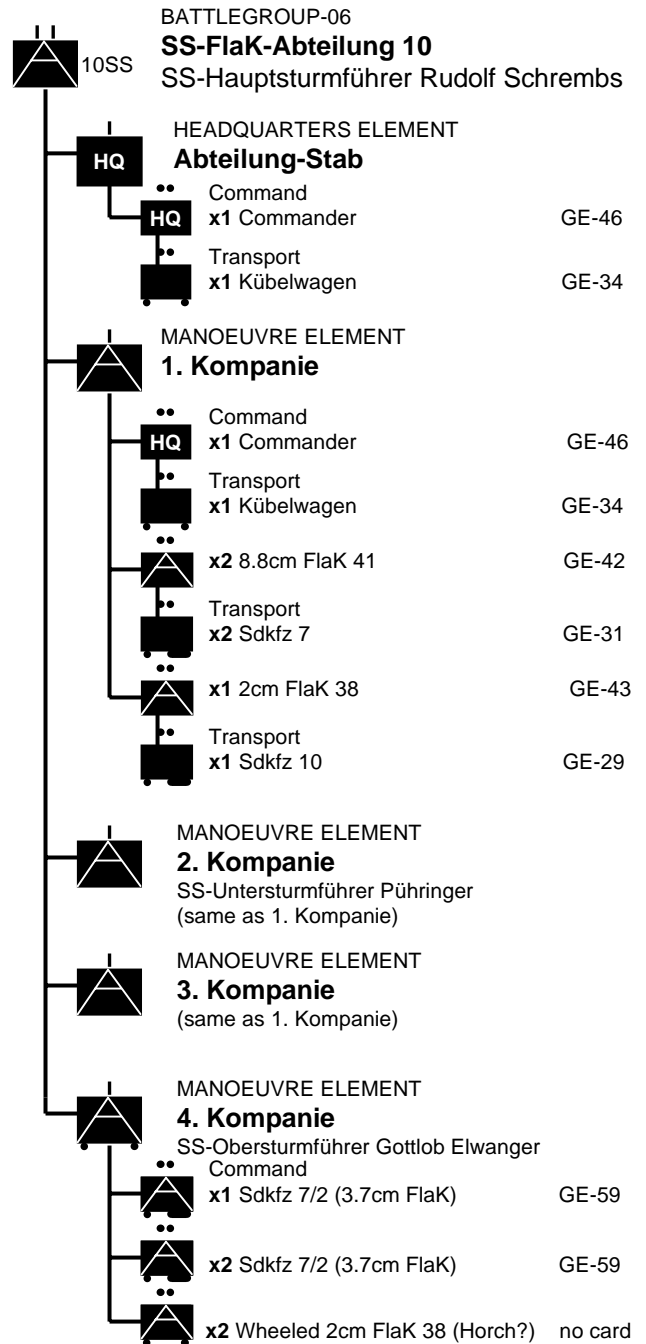 BATTLEGROUP-06
10SS
SS-FlaK-Abteilung 10
SS-Hauptsturmführer Rudolf Schrembs
HEADQUARTERS ELEMENT
HQ
Abteilung-Stab
Command
HQ
x1 Commander GE-46
Transport
x1 Kübelwagen GE-34
MANOEUVRE ELEMENT
1. Kompanie
Command
HQ
x1 Commander GE-46
Transport
x1 Kübelwagen GE-34
x2 8.8cm FlaK 41 GE-42
Transport
x2 Sdkfz 7 GE-31
x1 2cm FlaK 38 GE-43
Transport
x1 Sdkfz 10 GE-29
MANOEUVRE ELEMENT
2. Kompanie
SS-Untersturmführer Pühringer
(same as 1. Kompanie)
MANOEUVRE ELEMENT
3. Kompanie
(same as 1. Kompanie)
MANOEUVRE ELEMENT
4. Kompanie
SS-Obersturmführer Gottlob Elwanger
Command
x1 Sdkfz 7/2 (3.7cm FlaK) GE-59
x2 Sdkfz 7/2 (3.7cm FlaK) GE-59
x2 Wheeled 2cm FlaK 38 (Horch?) no card